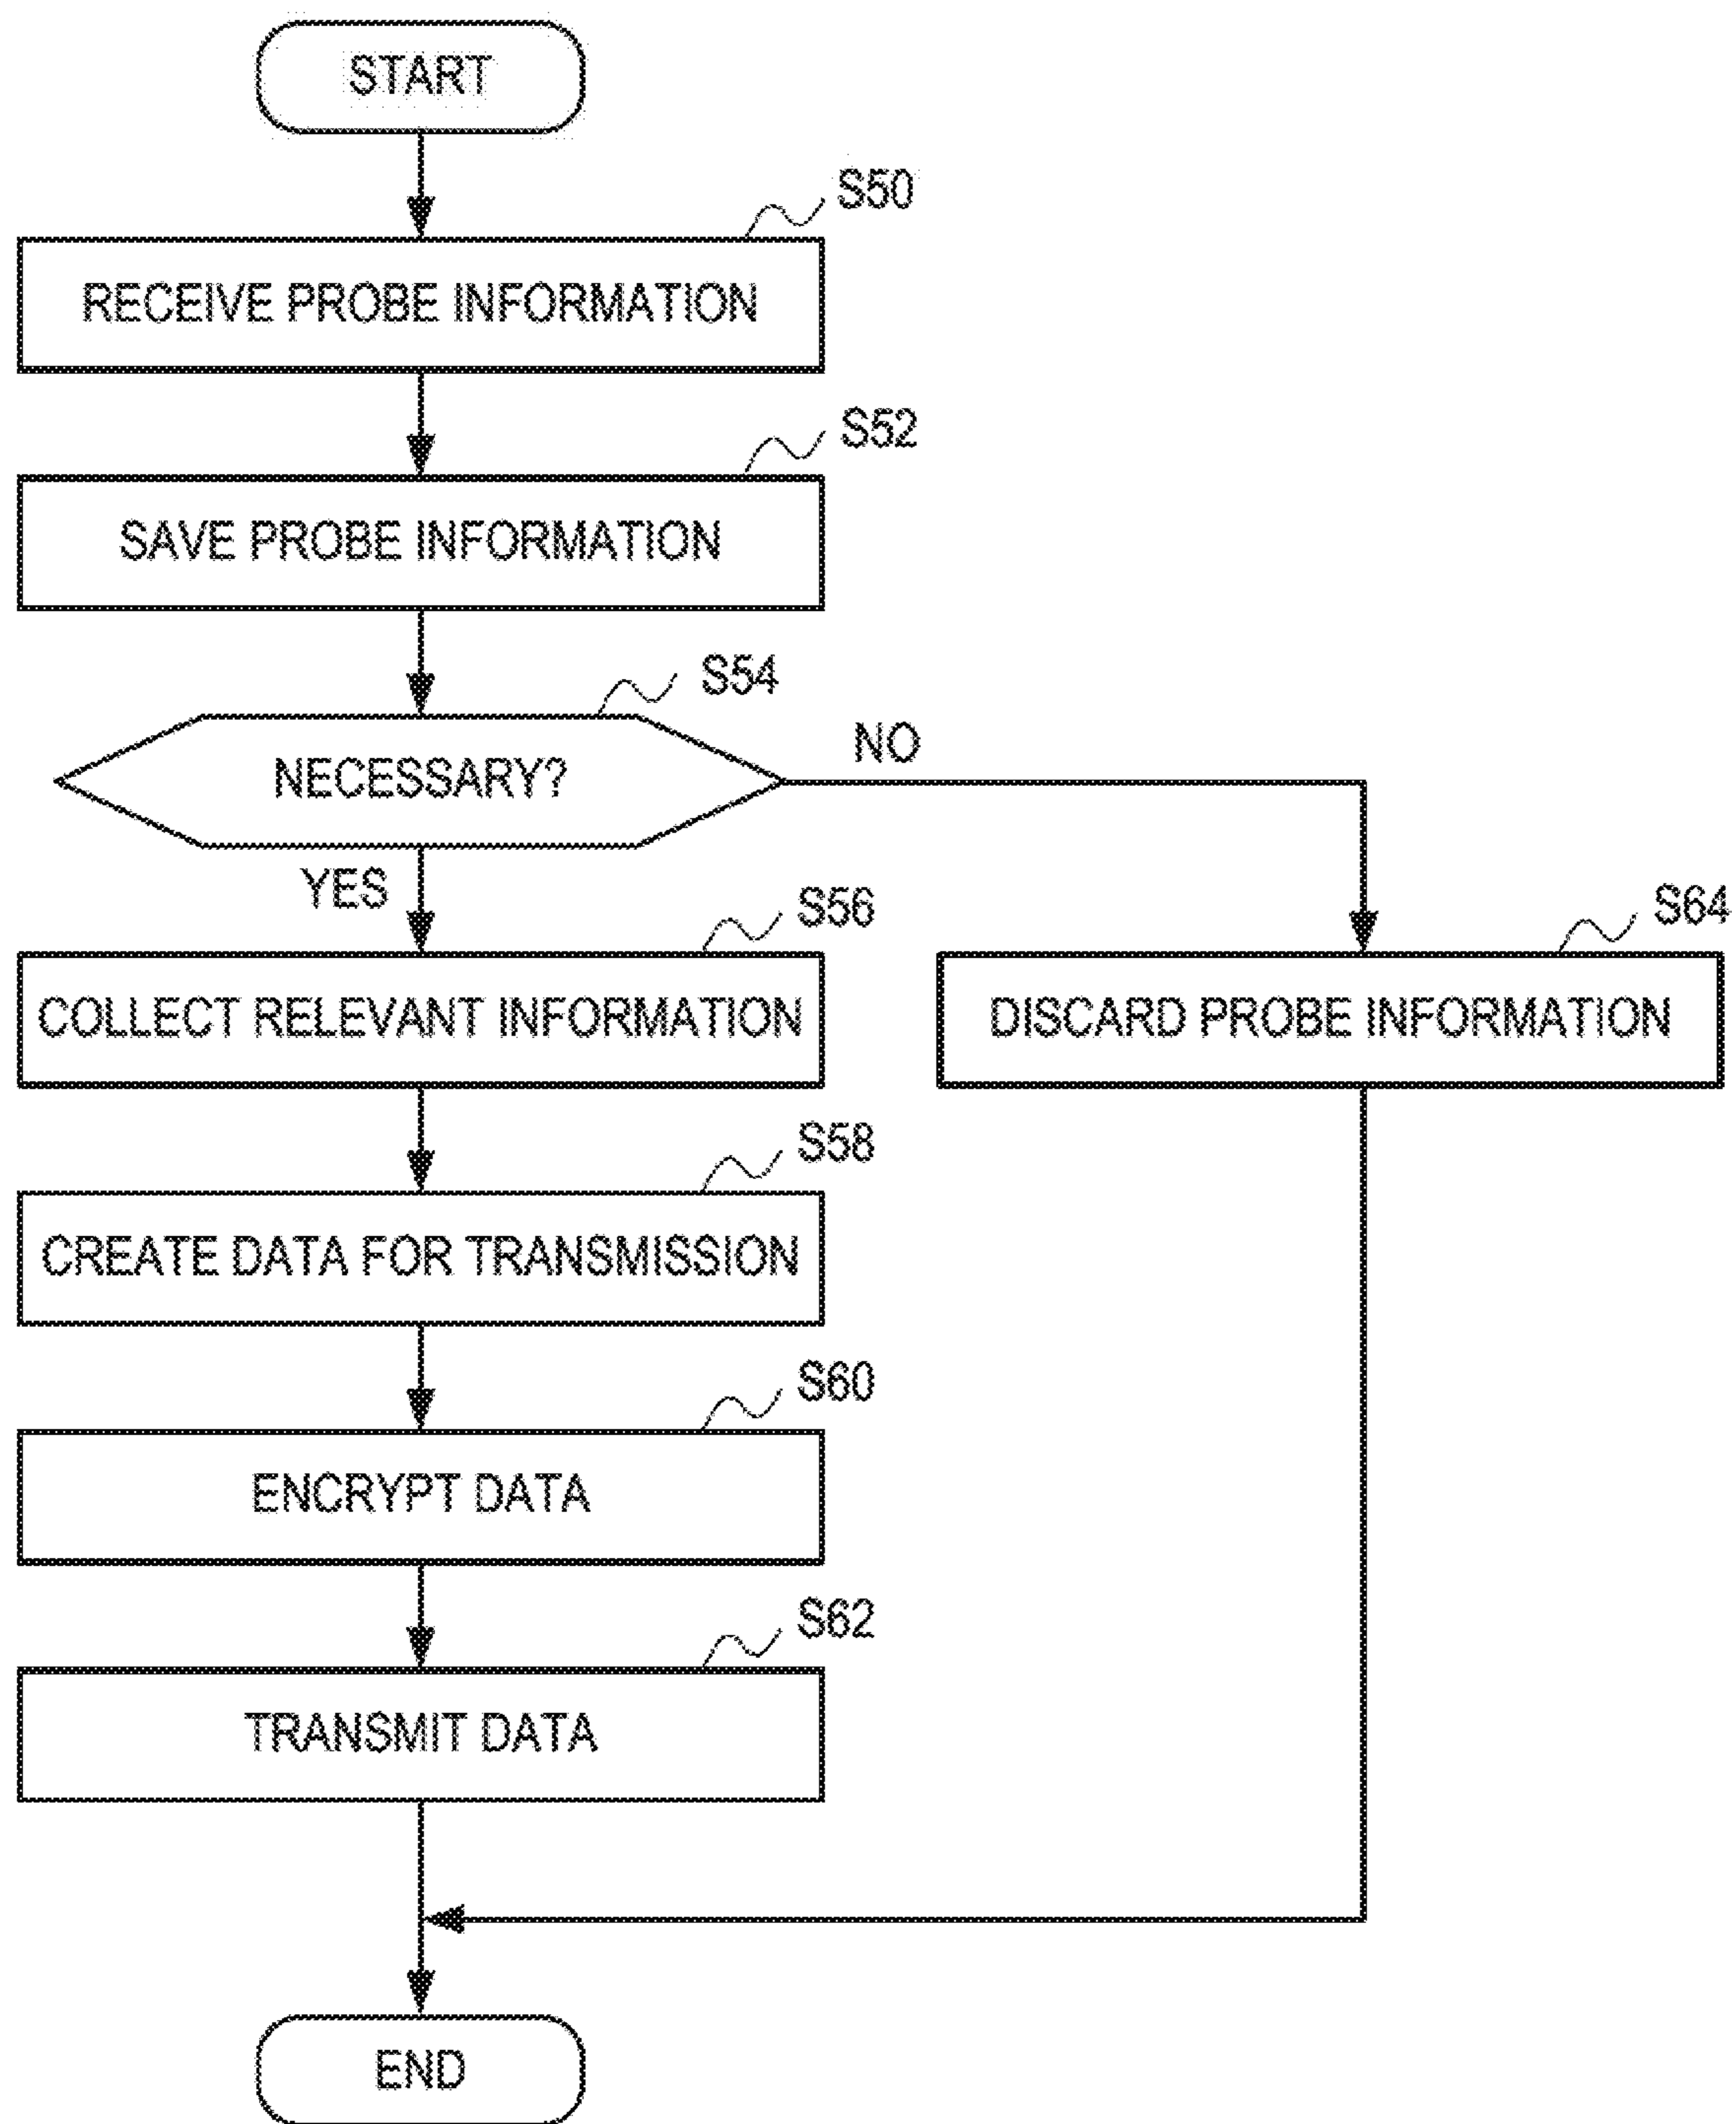 START
S50
RECEIVE PROBE INFORMATION
S52
SAVE PROBE INFORMATION
S54
NECESSARY?
NO
YES
S56
COLLECT RELEVANT INFORMATION
S64
DISCARD PROBE INFORMATION
S58
CREATE DATA FOR TRANSMISSION
S60
ENCRYPT DATA
S62
TRANSMIT DATA
END